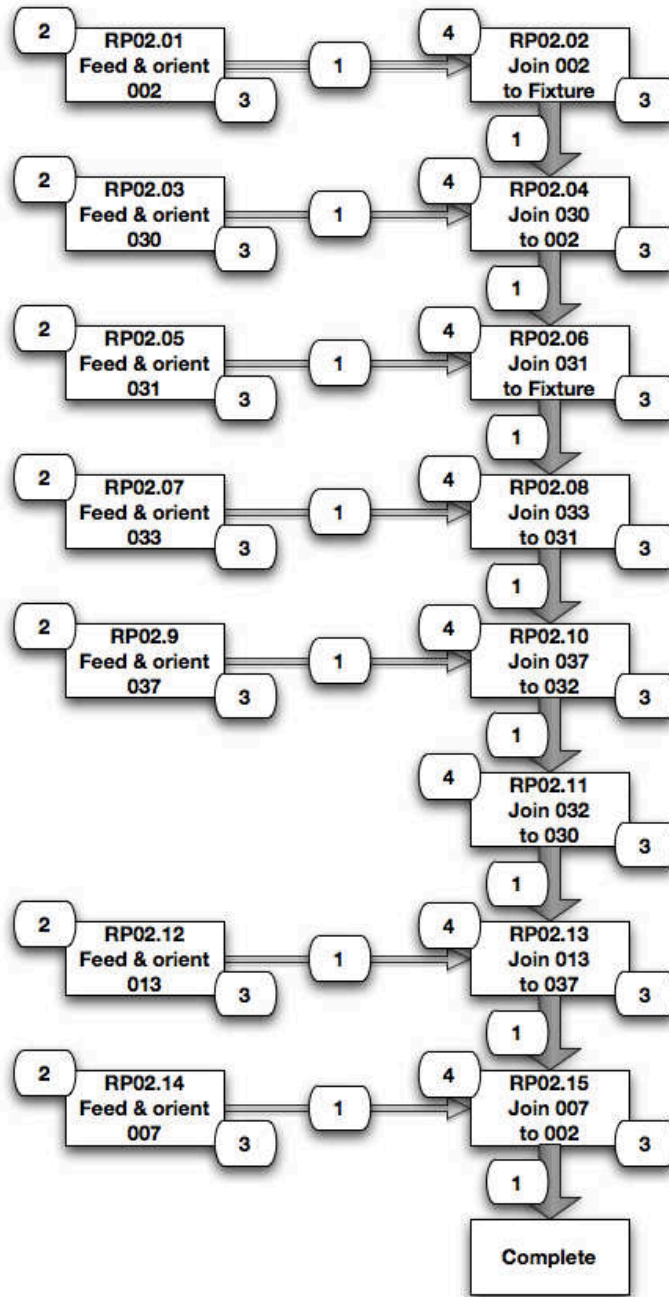 2
RP02.01
Feed & orient
002
3
1
4
RP02.02
Join 002
to Fixture
3
1
2
RP02.03
Feed & orient
030
3
1
4
RP02.04
Join 030
to 002
3
1
2
RP02.05
Feed & orient
031
3
1
4
RP02.06
Join 031
to Fixture
3
1
2
RP02.07
Feed & orient
033
3
1
4
RP02.08
Join 033
to 031
3
1
2
RP02.9
Feed & orient
037
3
1
4
RP02.10
Join 037
to 032
3
1
4
RP02.11
Join 032
to 030
3
1
2
RP02.12
Feed & orient
013
3
1
4
RP02.13
Join 013
to 037
3
1
2
RP02.14
Feed & orient
007
3
1
4
RP02.15
Join 007
to 002
3
1
Complete